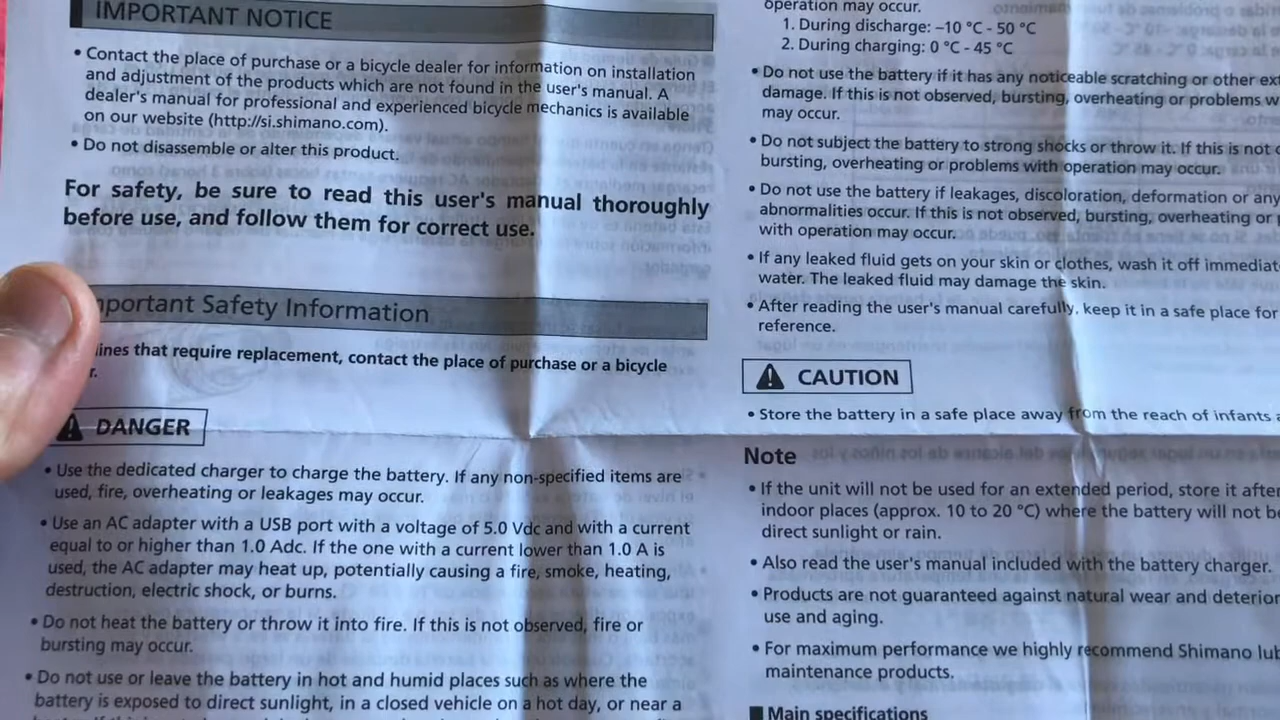 IMPORTANT NOTICE
• Contact the place of purchase or a bicycle dealer for information on installation
and adjustment of the products which are not found in the user's manual. A
dealer's manual for professional and experienced bicycle mechanics is available
on our website (http://si.shimano.com).
• Do not disassemble or alter this product.
For safety, be sure to read this user's manual thoroughly
before use, and follow them for correct use.
portant Safety Information
lines that require replacement, contact the place of purchase or a bicycle
r.
DANGER
• Use the dedicated charger to charge the battery. If any non-specified items are
used, fire, overheating or leakages may occur.
• Use an AC adapter with a USB port with a voltage of 5.0 Vdc and with a current
equal to or higher than 1.0 Adc. If the one with a current lower than 1.0 A is
used, the AC adapter may heat up, potentially causing a fire, smoke, heating,
destruction, electric shock, or burns.
• Do not heat the battery or throw it into fire. If this is not observed, fire or
bursting may occur.
• Do not use or leave the battery in hot and humid places such as where the
battery is exposed to direct sunlight, in a closed vehicle on a hot day, or near a
operation may occur.
1. During discharge: –10 °C - 50 °C
2. During charging: 0 °C - 45 °C
• Do not use the battery if it has any noticeable scratching or other ext
damage. If this is not observed, bursting, overheating or problems w
may occur.
• Do not subject the battery to strong shocks or throw it. If this is not o
bursting, overheating or problems with operation may occur.
• Do not use the battery if leakages, discoloration, deformation or any
abnormalities occur. If this is not observed, bursting, overheating or
with operation may occur.
• If any leaked fluid gets on your skin or clothes, wash it off immediat
water. The leaked fluid may damage the skin.
• After reading the user's manual carefully, keep it in a safe place for
reference.
CAUTION
• Store the battery in a safe place away from the reach of infants a
Note
• If the unit will not be used for an extended period, store it after
indoor places (approx. 10 to 20 °C) where the battery will not be
direct sunlight or rain.
• Also read the user's manual included with the battery charger.
• Products are not guaranteed against natural wear and deterior
use and aging.
• For maximum performance we highly recommend Shimano lub
maintenance products.
■ Main specifications